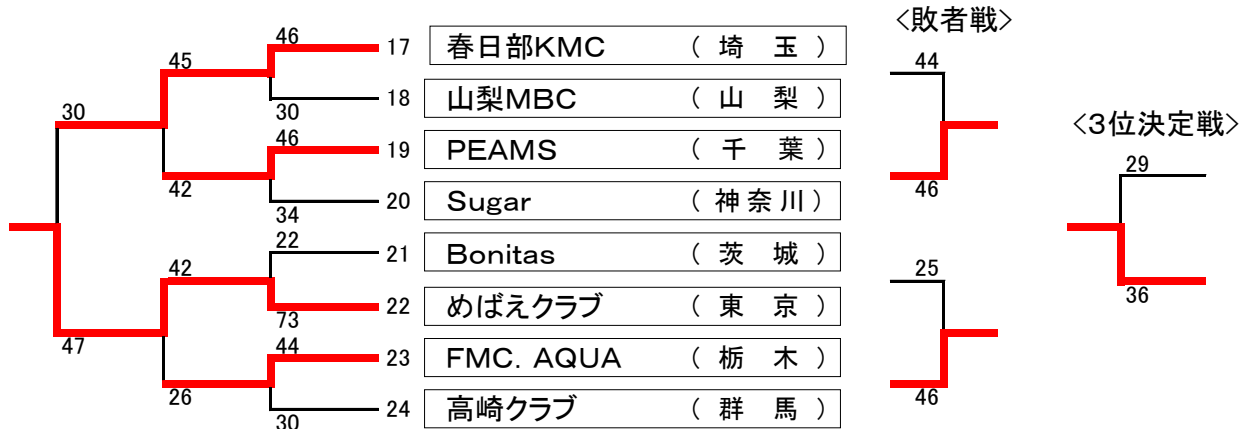 <敗者戦>
46
45
17 春日部KMC ( 埼 玉 )
44
30
18 山梨MBC ( 山 梨 )
30
<3位決定戦>
46
19 PEAMS ( 千 葉 )
29
42
46
20 Sugar ( 神奈川 )
34
22
21 Bonitas ( 茨 城 )
42
25
36
22 めばえクラブ ( 東 京 )
73
47
44
23 FMC. AQUA ( 栃 木 )
26
46
24 高崎クラブ ( 群 馬 )
30